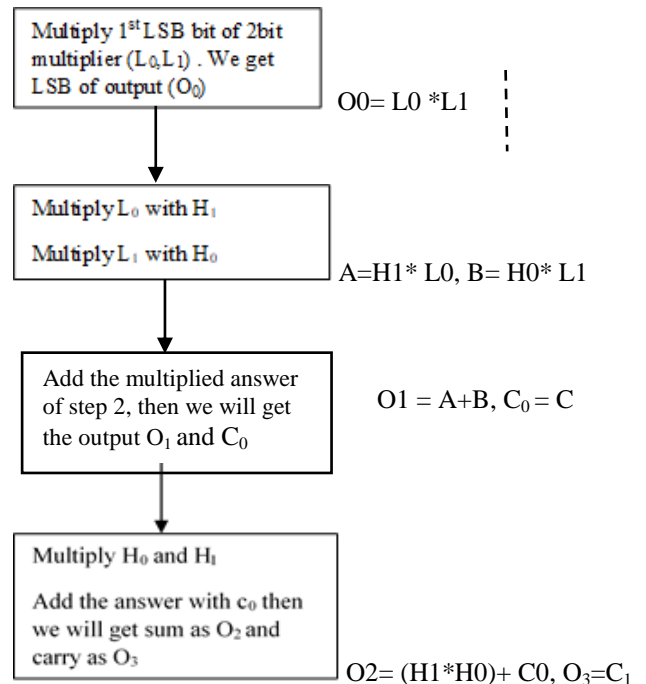 Multiply 1ˢᵗ LSB bit of 2bit
multiplier (L₀,L₁) . We get
LSB of output (O₀)
O0= L0 *L1
Multiply L₀ with H₁
Multiply L₁ with H₀
A=H1* L0, B= H0* L1
Add the multiplied answer
of step 2, then we will get
the output O₁ and C₀
O1 = A+B, C₀ = C
Multiply H₀ and H₁
Add the answer with c₀ then
we will get sum as O₂ and
carry as O₃
O2= (H1*H0)+ C0, O₃=C₁